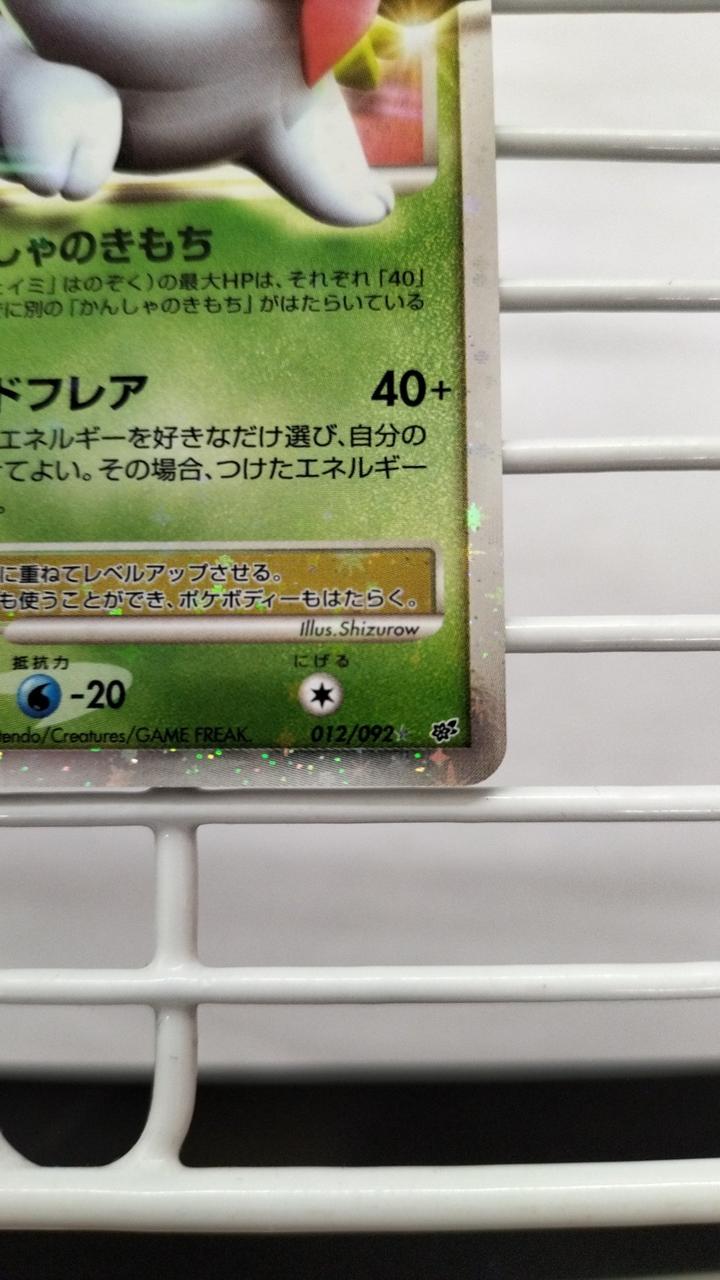 しゃのきもち
ェイミ」はのぞく)の最大HPは、それぞれ「40」
に別の「かんしゃのきもち」がはたらいている
ドフレア 40+
エネルギーを好きなだけ選び、自分の
てよい。その場合、つけたエネルギー
。
に重ねてレベルアップさせる。
も使うことができ、ポケボディーもはたらく。
Illus.Shizurow
抵抗力 にげる
-20
tendo/Creatures/GAME FREAK. 012/092